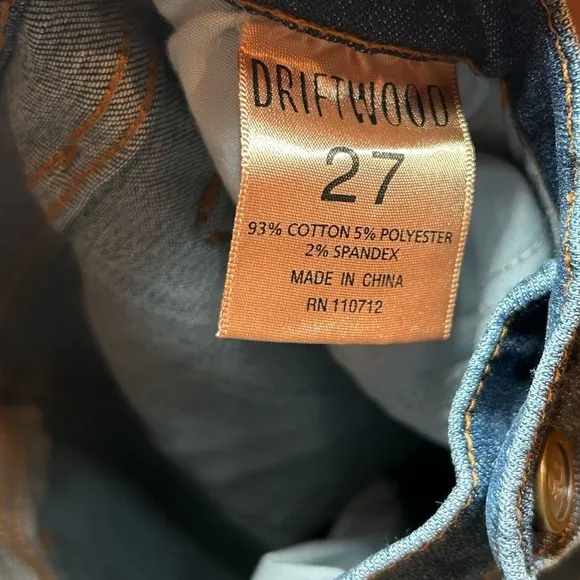 DRIFTWOOD
27
93% COTTON 5% POLYESTER
2% SPANDEX
MADE IN CHINA
RN 110712